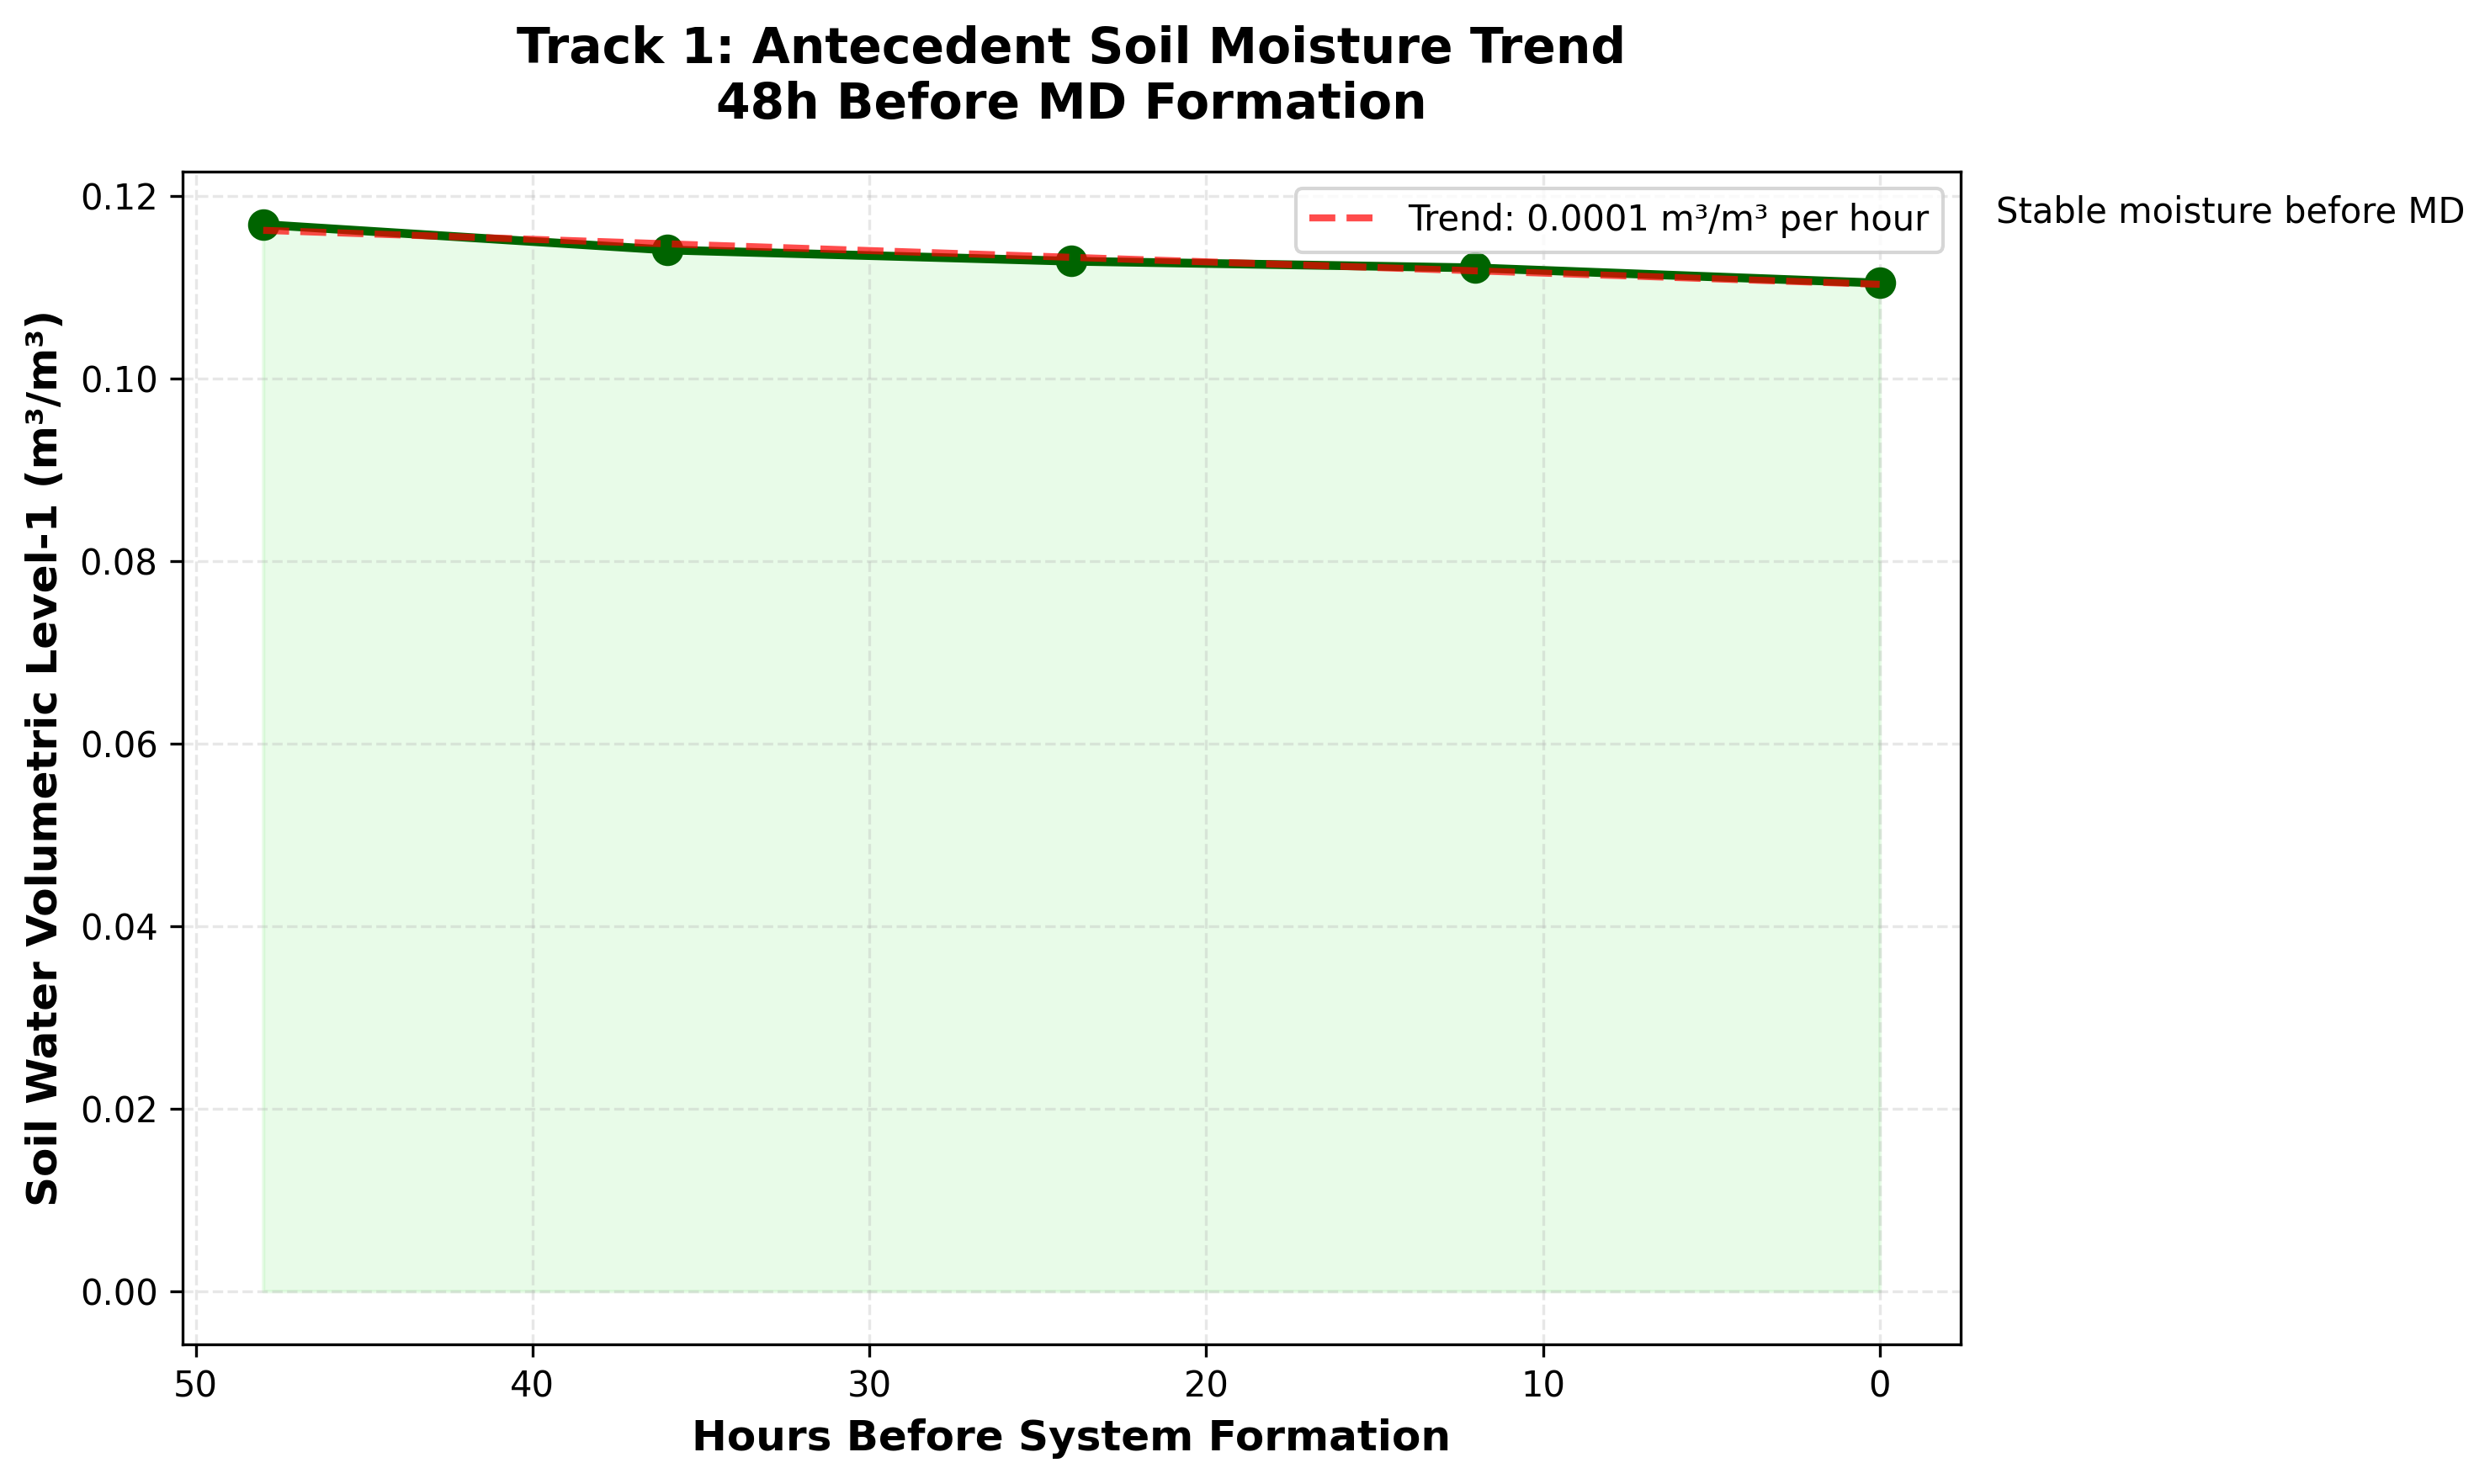 Track 1: Antecedent Soil Moisture Trend
48h Before MD Formation
Trend: 0.0001 m³/m³ per hour
Stable moisture before MD
Soil Water Volumetric Level-1 (m³/m³)
0.12
0.10
0.08
0.06
0.04
0.02
0.00
50
40
30
20
10
0
Hours Before System Formation